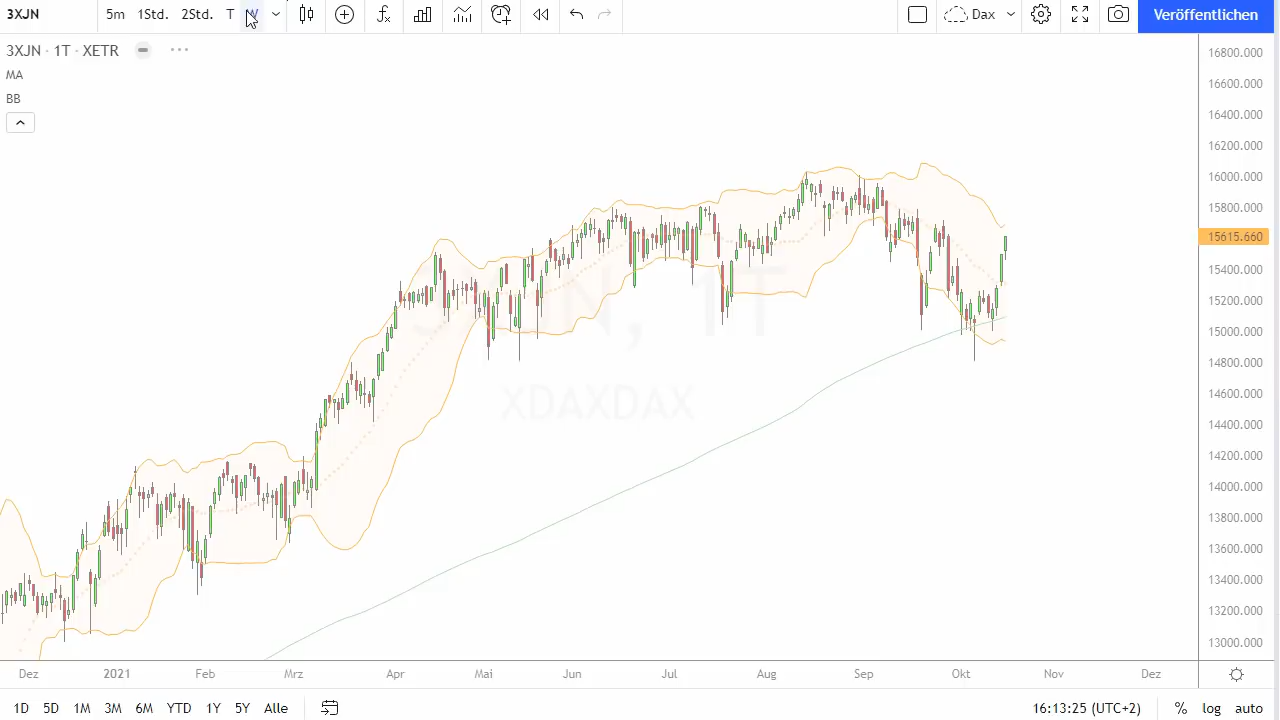 3XJN 5m 1Std. 2Std. T W Dax Veröffentlichen
3XJN · 1T · XETR
MA
BB
16800.000
16600.000
16400.000
16200.000
16000.000
15800.000
15615.660
15400.000
15200.000
15000.000
14800.000
14600.000
14400.000
14200.000
14000.000
13800.000
13600.000
13400.000
13200.000
13000.000
3XJN, 1T
XDAXDAX
Dez 2021 Feb Mrz Apr Mai Jun Jul Aug Sep Okt Nov Dez
1D 5D 1M 3M 6M YTD 1Y 5Y Alle 16:13:25 (UTC+2) % log auto